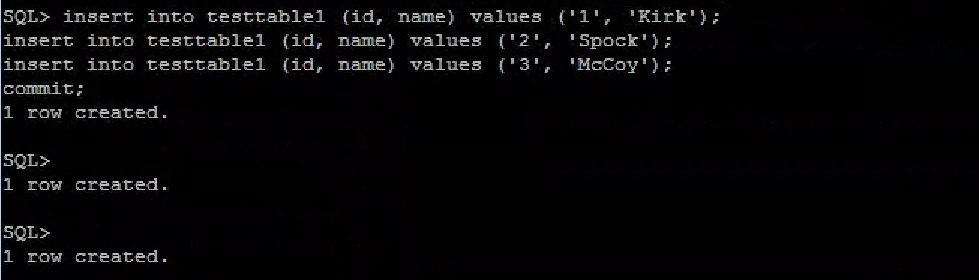 SQL> insert into testtable1 (id, name) values ('1', 'Kirk');
insert into testtable1 (id, name) values ('2', 'Spock');
insert into testtable1 (id, name) values ('3', 'McCoy');
commit;
1 row created.
SQL>
1 row created.
SQL>
1 row created.